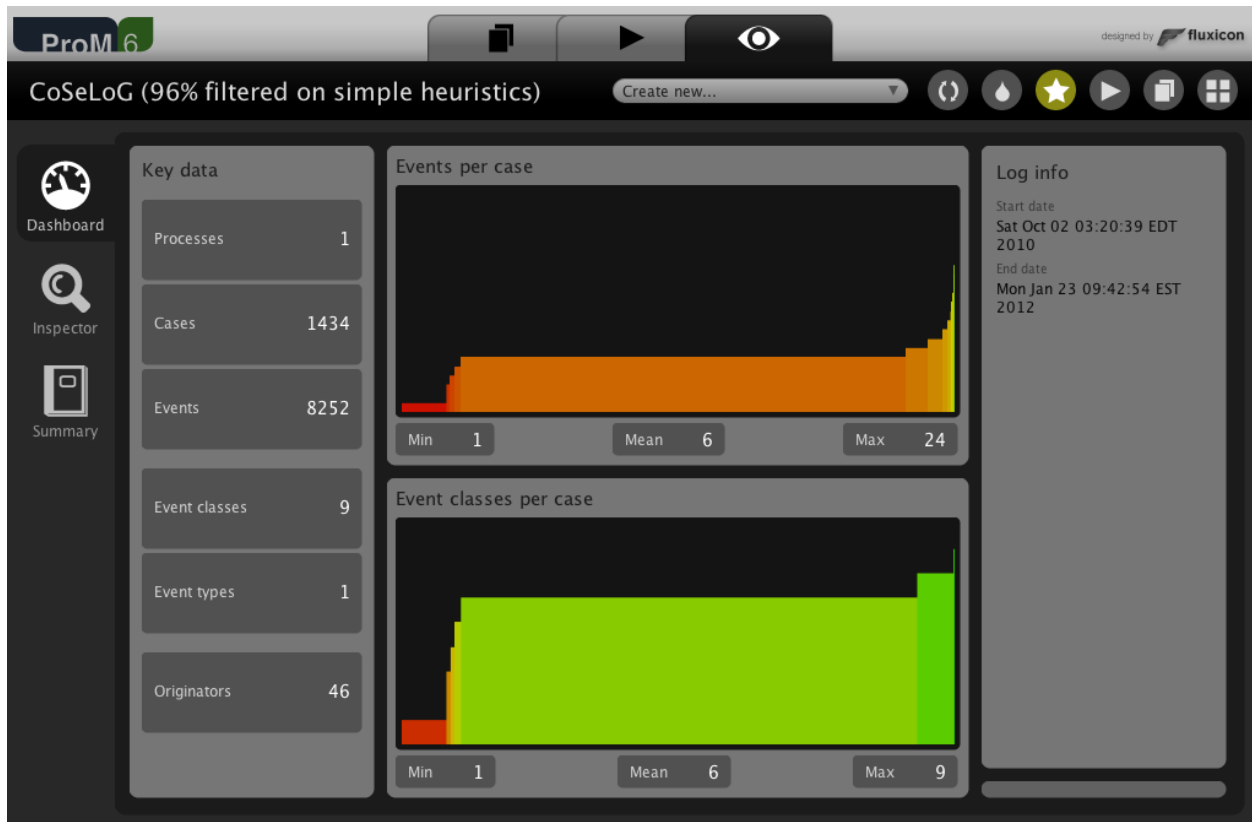 ProM 6
designed by fluxicon
CoSeLoG (96% filtered on simple heuristics)
Create new...
Dashboard
Inspector
Summary
Key data
Processes 1
Cases 1434
Events 8252
Event classes 9
Event types 1
Originators 46
Events per case
Min 1 Mean 6 Max 24
Event classes per case
Min 1 Mean 6 Max 9
Log info
Start date
Sat Oct 02 03:20:39 EDT
2010
End date
Mon Jan 23 09:42:54 EST
2012